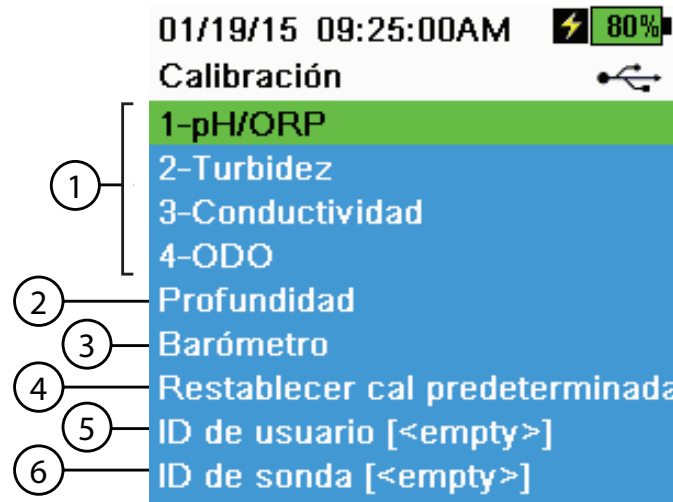 01/19/15 09:25:00AM 80%
Calibración
1-pH/ORP
1
2-Turbidez
3-Conductividad
4-ODO
2 Profundidad
3 Barómetro
4 Restablecer cal predeterminada
5 ID de usuario [<empty>]
6 ID de sonda [<empty>]